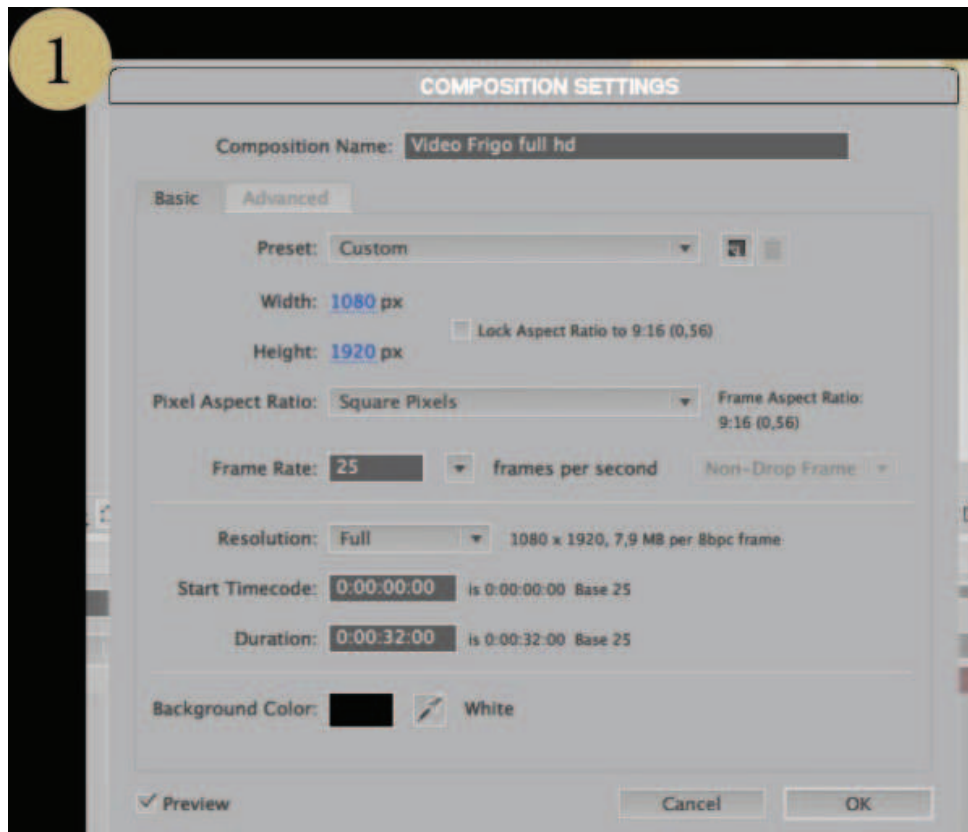 1
COMPOSITION SETTINGS
Composition Name: Video Frigo full hd
Basic Advanced
Preset: Custom
Width: 1080 px
Lock Aspect Ratio to 9:16 (0,56)
Height: 1920 px
Pixel Aspect Ratio: Square Pixels
Frame Aspect Ratio:
9:16 (0,56)
Frame Rate: 25 frames per second Non-Drop Frame
Resolution: Full 1080 x 1920, 7,9 MB per 8bpc frame
Start Timecode: 0:00:00:00 is 0:00:00:00 Base 25
Duration: 0:00:32:00 is 0:00:32:00 Base 25
Background Color: White
Preview Cancel OK